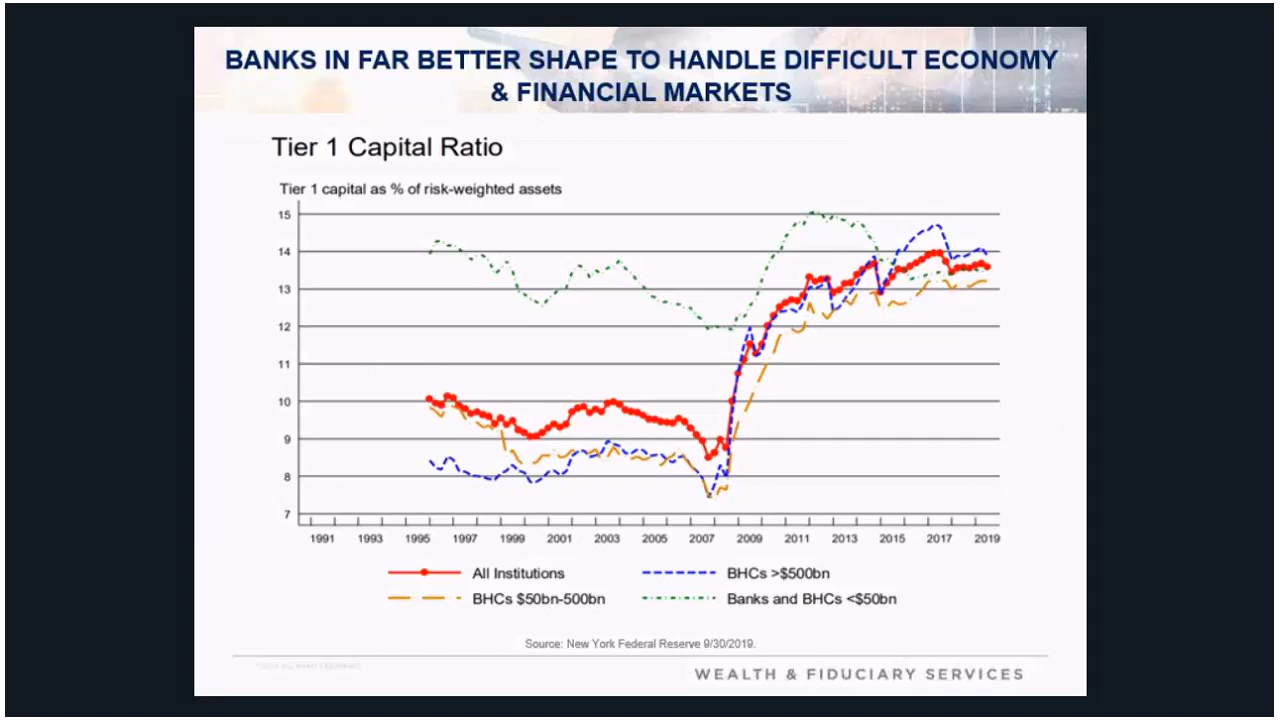 BANKS IN FAR BETTER SHAPE TO HANDLE DIFFICULT ECONOMY
& FINANCIAL MARKETS
Tier 1 Capital Ratio
Tier 1 capital as % of risk-weighted assets
15
14
13
12
11
10
9
8
7
1991 1993 1995 1997 1999 2001 2003 2005 2007 2009 2011 2013 2015 2017 2019
All Institutions
BHCs >$500bn
BHCs $50bn-500bn
Banks and BHCs <$50bn
Source: New York Federal Reserve 9/30/2019.
WEALTH & FIDUCIARY SERVICES